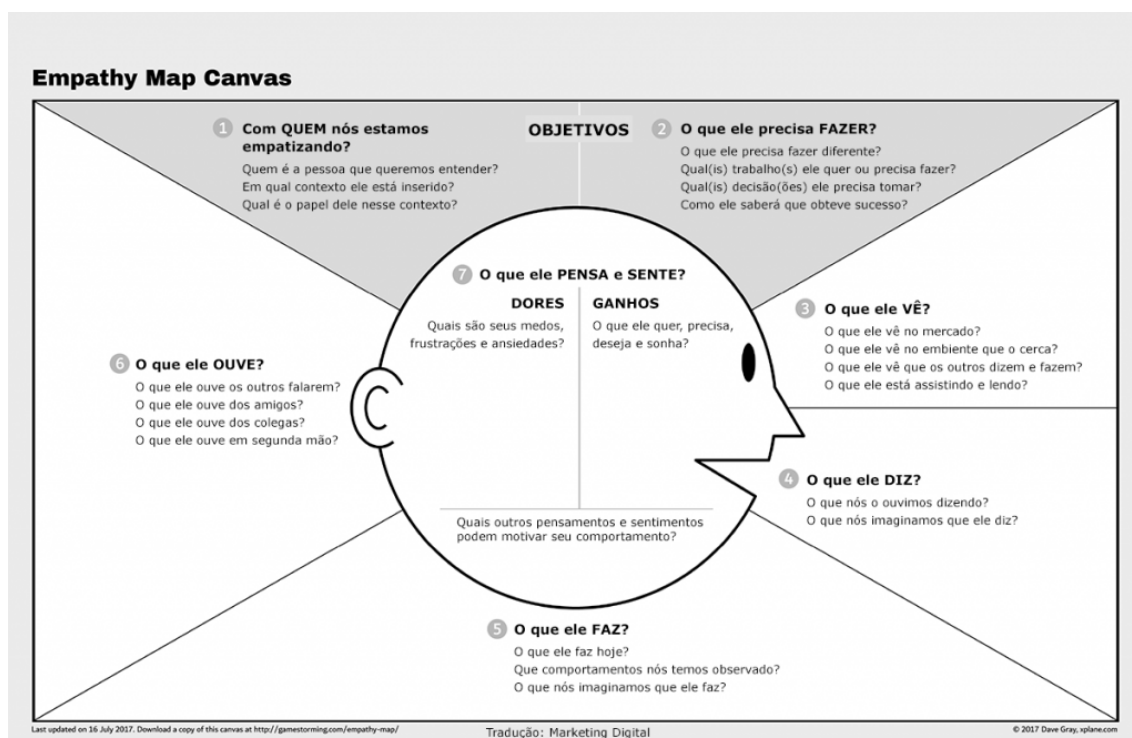 Empathy Map Canvas
1 Com QUEM nós estamos
empatizando?
Quem é a pessoa que queremos entender?
Em qual contexto ele está inserido?
Qual é o papel dele nesse contexto?
OBJETIVOS
2 O que ele precisa FAZER?
O que ele precisa fazer diferente?
Qual(is) trabalho(s) ele quer ou precisa fazer?
Qual(is) decisão(ões) ele precisa tomar?
Como ele saberá que obteve sucesso?
3 O que ele VÊ?
O que ele vê no mercado?
O que ele vê no embiente que o cerca?
O que ele vê que os outros dizem e fazem?
O que ele está assistindo e lendo?
4 O que ele DIZ?
O que nós o ouvimos dizendo?
O que nós imaginamos que ele diz?
5 O que ele FAZ?
O que ele faz hoje?
Que comportamentos nós temos observado?
O que nós imaginamos que ele faz?
6 O que ele OUVE?
O que ele ouve os outros falarem?
O que ele ouve dos amigos?
O que ele ouve dos colegas?
O que ele ouve em segunda mão?
7 O que ele PENSA e SENTE?
DORES
Quais são seus medos,
frustrações e ansiedades?
GANHOS
O que ele quer, precisa,
deseja e sonha?
Quais outros pensamentos e sentimentos
podem motivar seu comportamento?
Last updated on 16 July 2017. Download a copy of this canvas at http://gamestorming.com/empathy-map/
Tradução: Marketing Digital
© 2017 Dave Gray, xplane.com